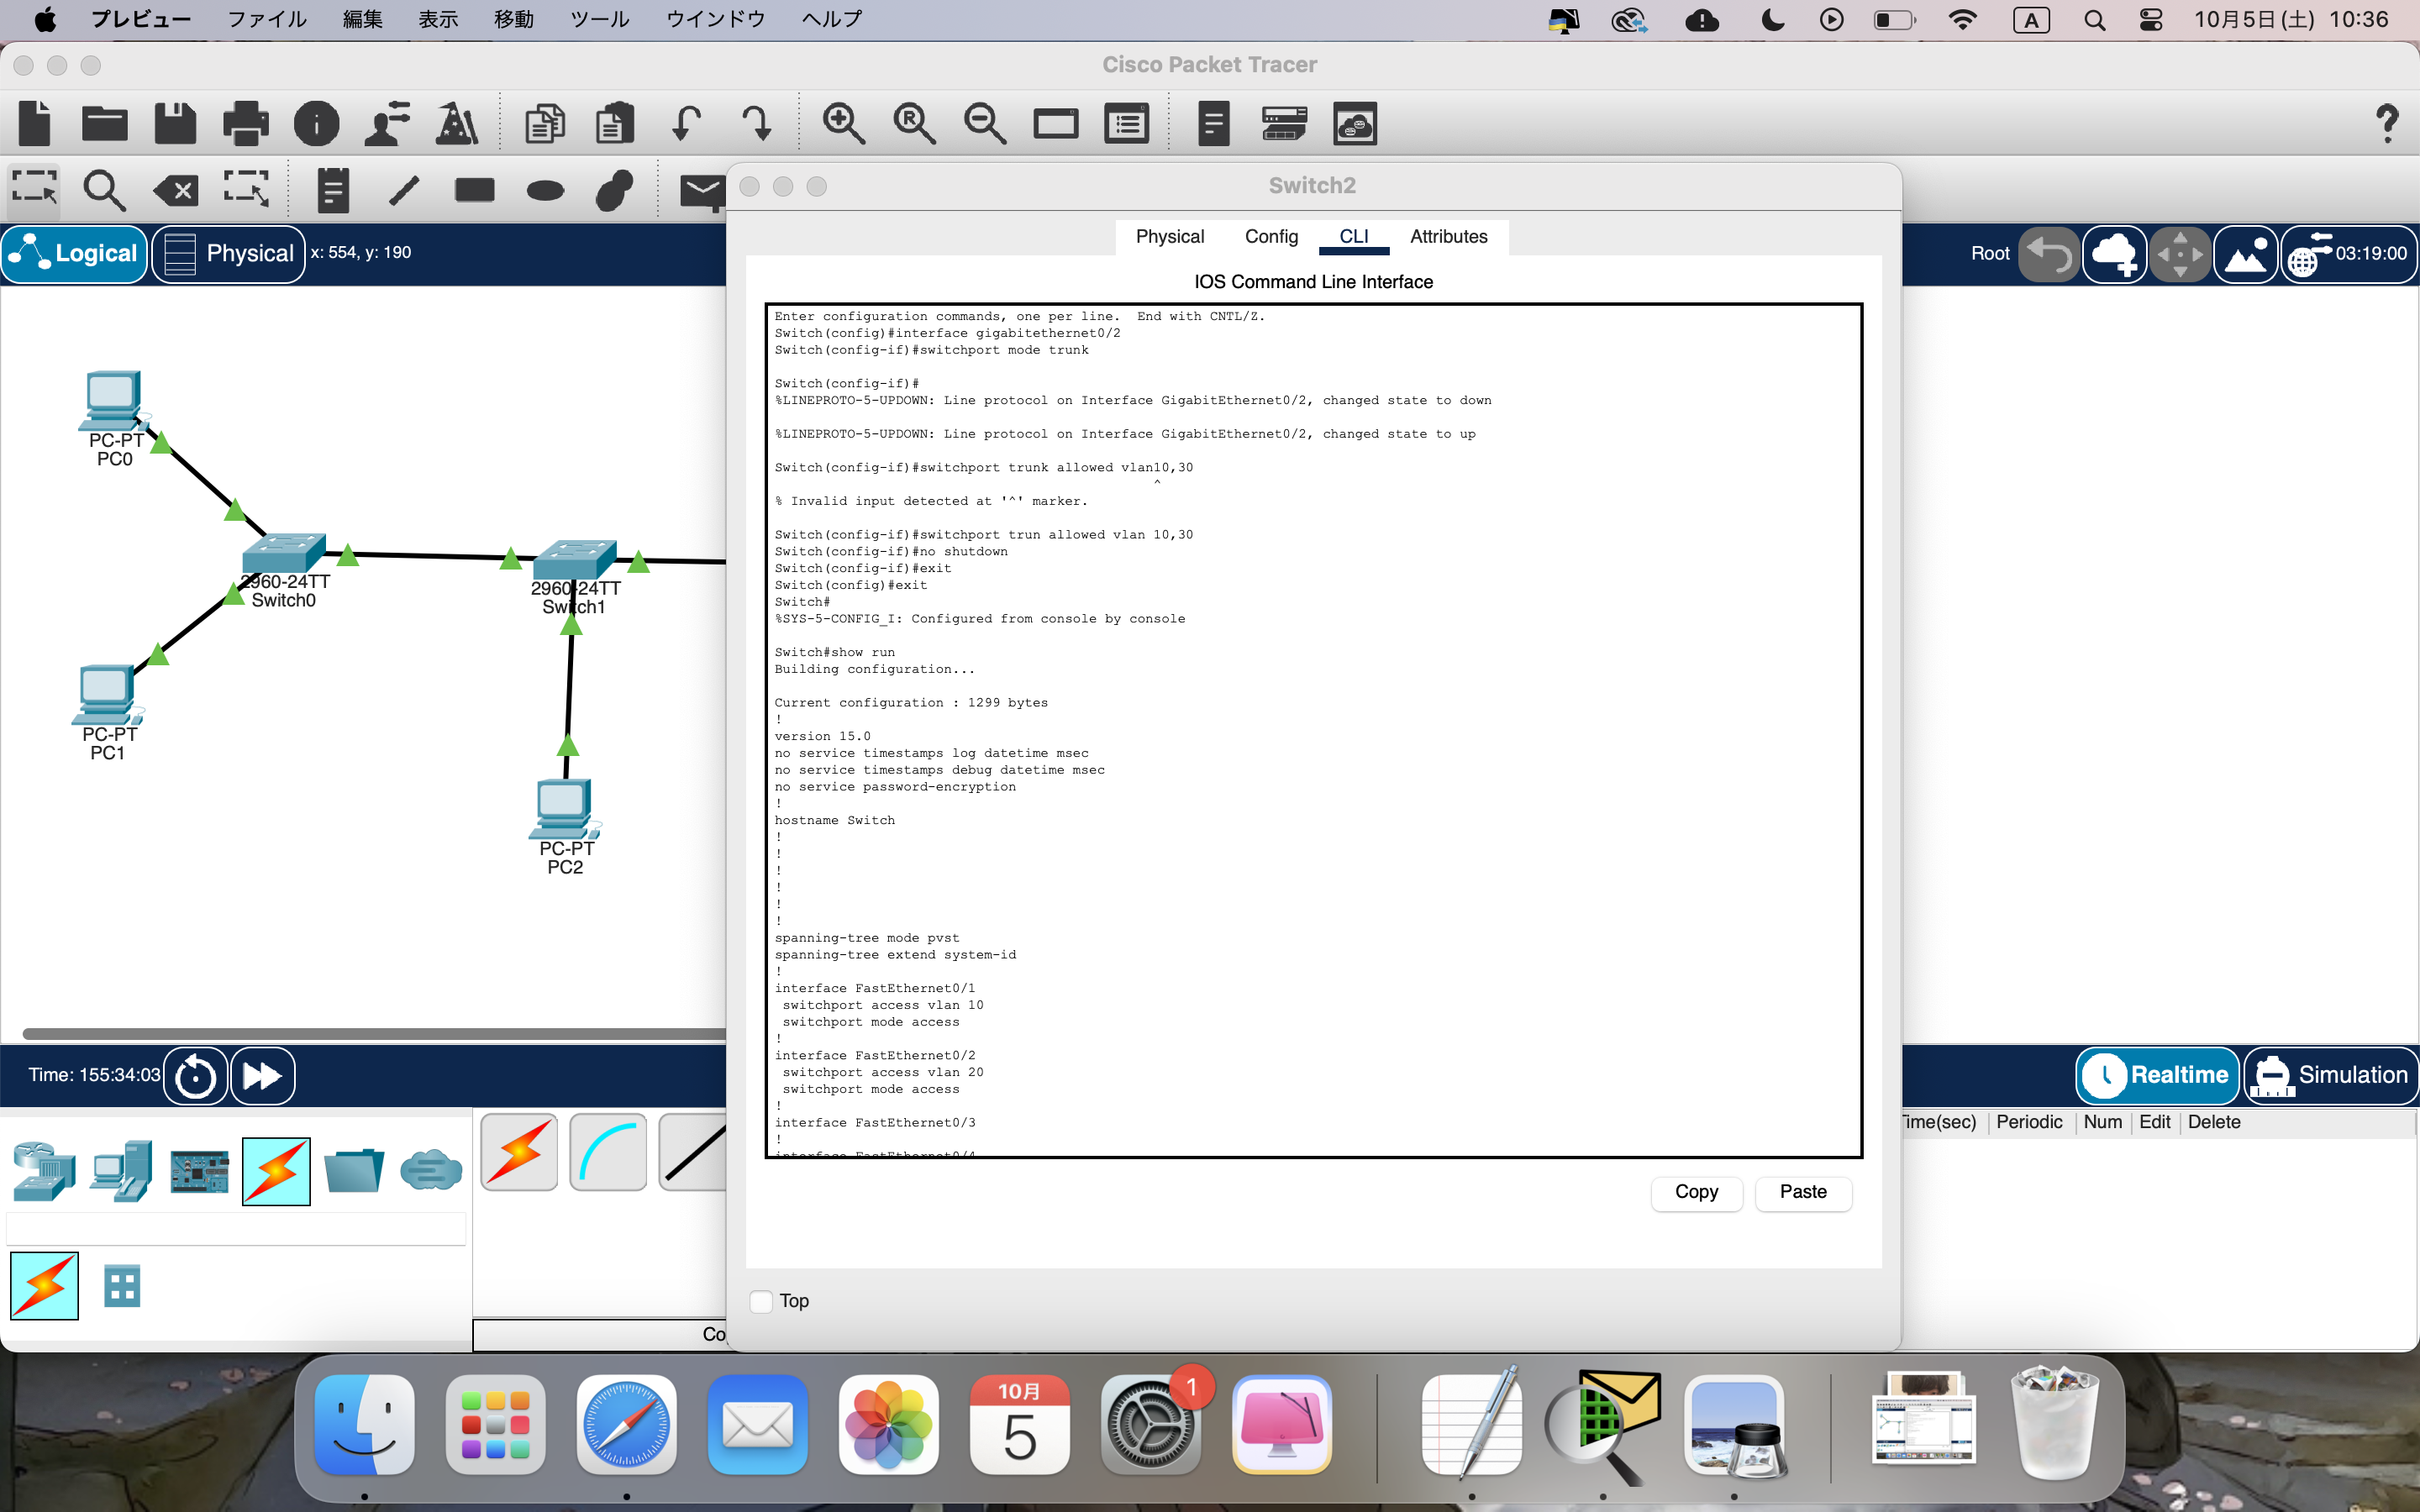 プレビュー ファイル 編集 表示 移動 ツール ウインドウ ヘルプ A 10月5日(土) 10:36
Cisco Packet Tracer
Switch2
Logical Physical x: 554, y: 190
Root 03:19:00
Physical Config CLI Attributes
IOS Command Line Interface
Enter configuration commands, one per line. End with CNTL/Z.
Switch(config)#interface gigabitethernet0/2
Switch(config-if)#switchport mode trunk
Switch(config-if)#
%LINEPROTO-5-UPDOWN: Line protocol on Interface GigabitEthernet0/2, changed state to down
%LINEPROTO-5-UPDOWN: Line protocol on Interface GigabitEthernet0/2, changed state to up
Switch(config-if)#switchport trunk allowed vlan10,30
^
% Invalid input detected at '^' marker.
Switch(config-if)#switchport trun allowed vlan 10,30
Switch(config-if)#no shutdown
Switch(config-if)#exit
Switch(config)#exit
Switch#
%SYS-5-CONFIG_I: Configured from console by console
Switch#show run
Building configuration...
Current configuration : 1299 bytes
!
version 15.0
no service timestamps log datetime msec
no service timestamps debug datetime msec
no service password-encryption
!
hostname Switch
!
!
!
!
!
!
spanning-tree mode pvst
spanning-tree extend system-id
!
interface FastEthernet0/1
switchport access vlan 10
switchport mode access
!
interface FastEthernet0/2
switchport access vlan 20
switchport mode access
!
interface FastEthernet0/3
!
interface FastEthernet0/4
Copy Paste
Top
PC-PT
PC0
2960-24TT
Switch0
2960-24TT
Switch1
PC-PT
PC1
PC-PT
PC2
Time: 155:34:03
Realtime Simulation
Time(sec) Periodic Num Edit Delete
Co
10月
5
1